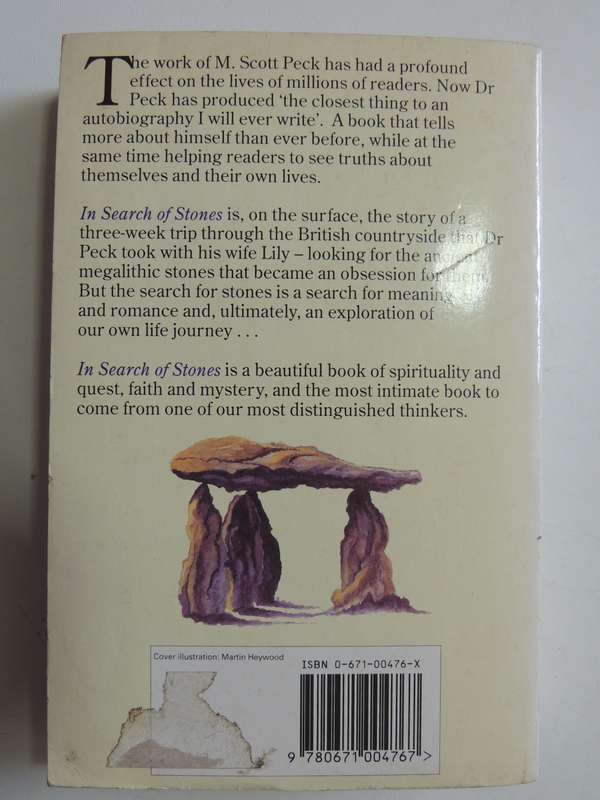 The work of M. Scott Peck has had a profound
effect on the lives of millions of readers. Now Dr
Peck has produced ‘the closest thing to an
autobiography I will ever write’. A book that tells
more about himself than ever before, while at the
same time helping readers to see truths about
themselves and their own lives.
In Search of Stones is, on the surface, the story of a
three-week trip through the British countryside that Dr
Peck took with his wife Lily – looking for the ancient
megalithic stones that became an obsession for them.
But the search for stones is a search for meaning
and romance and, ultimately, an exploration of
our own life journey . . .
In Search of Stones is a beautiful book of spirituality and
quest, faith and mystery, and the most intimate book to
come from one of our most distinguished thinkers.
Cover illustration: Martin Heywood
ISBN 0-671-00476-X
9 780671 004767 >